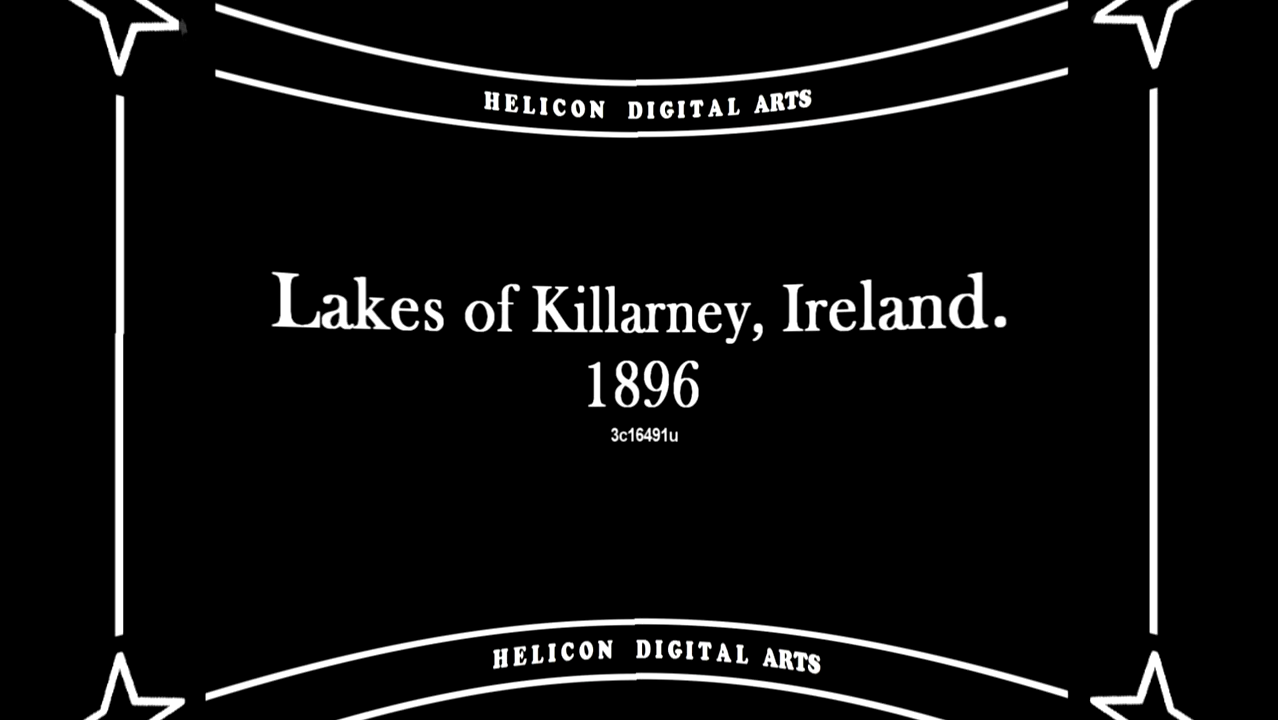 HELICON DIGITAL ARTS
Lakes of Killarney, Ireland.
1896
3c16491u
HELICON DIGITAL ARTS